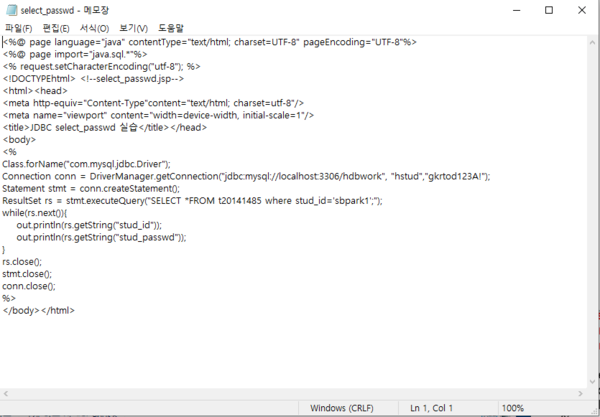 select_passwd - 메모장
파일(F) 편집(E) 서식(O) 보기(V) 도움말
<%@ page language="java" contentType="text/html; charset=UTF-8" pageEncoding="UTF-8"%>
<%@ page import="java.sql.*"%>
<% request.setCharacterEncoding("utf-8"); %>
<!DOCTYPEhtml> <!--select_passwd.jsp-->
<html><head>
<meta http-equiv="Content-Type"content="text/html; charset=utf-8"/>
<meta name="viewport" content="width=device-width, initial-scale=1"/>
<title>JDBC select_passwd 실습</title></head>
<body>
<%
Class.forName("com.mysql.jdbc.Driver");
Connection conn = DriverManager.getConnection("jdbc:mysql://localhost:3306/hdbwork", "hstud","gkrtod123A!");
Statement stmt = conn.createStatement();
ResultSet rs = stmt.executeQuery("SELECT *FROM t20141485 where stud_id='sbpark1';");
while(rs.next()){
out.println(rs.getString("stud_id"));
out.println(rs.getString("stud_passwd"));
}
rs.close();
stmt.close();
conn.close();
%>
</body></html>
Windows (CRLF) Ln 1, Col 1 100%